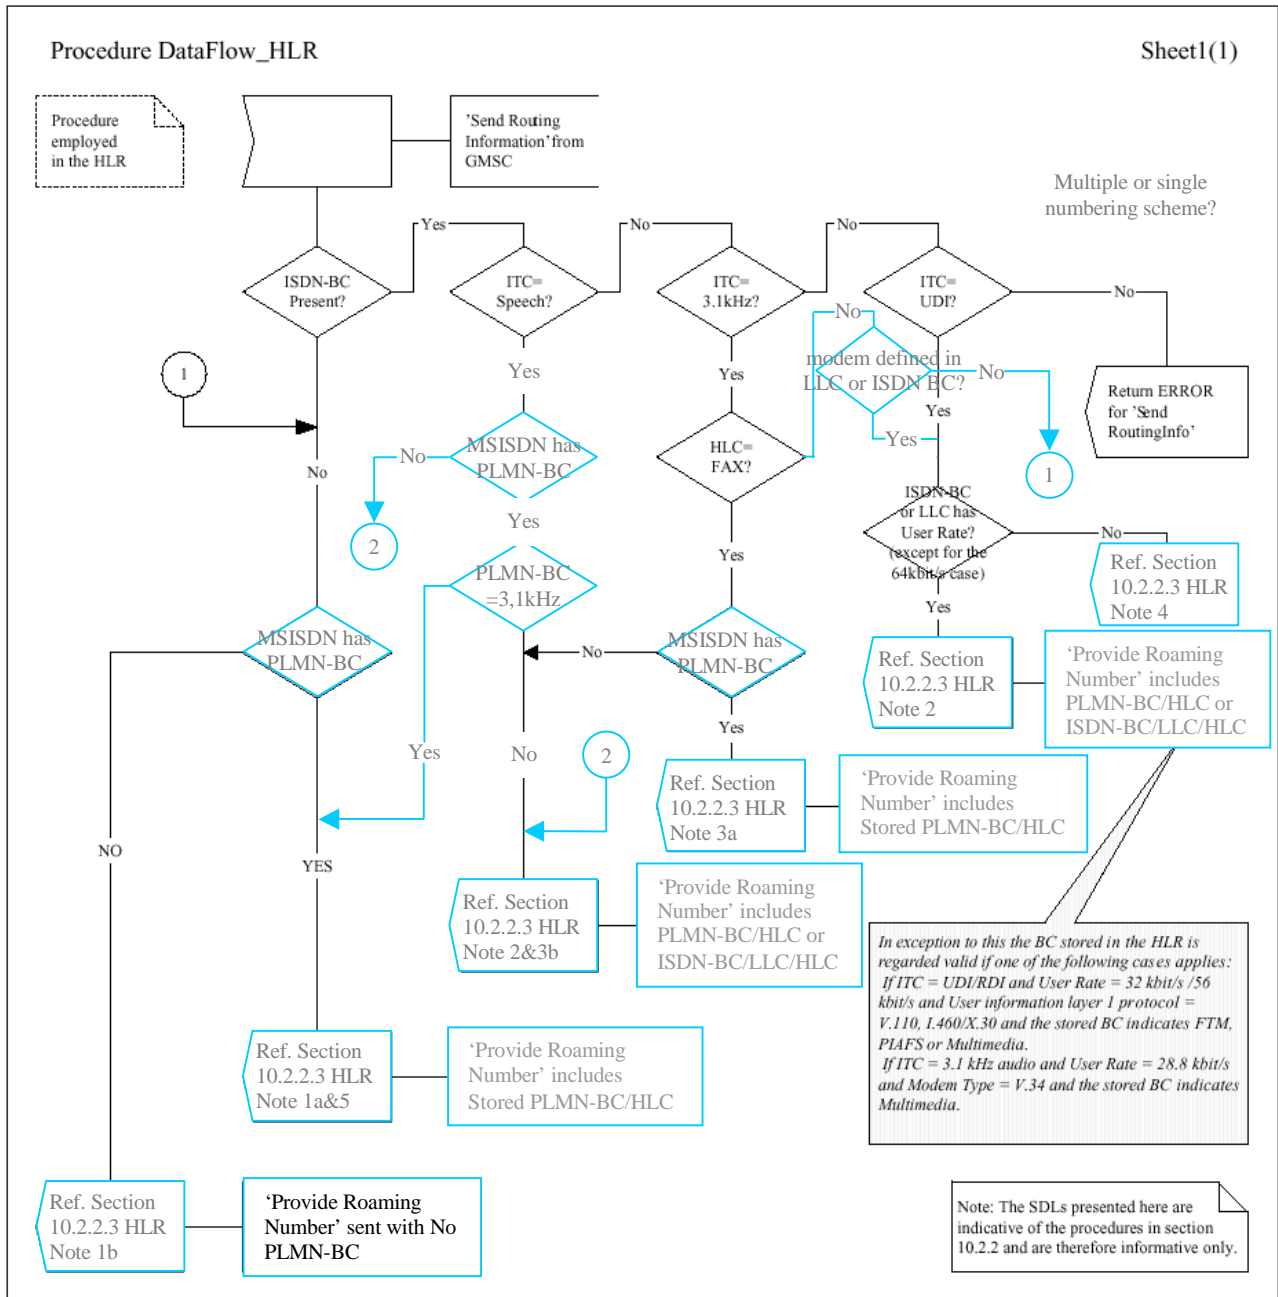 Procedure DataFlow_HLR
Sheet1(1)
Procedure
employed
in the HLR
'Send Routing
Information' from
GMSC
Multiple or single
numbering scheme?
Yes
No
No
ISDN-BC
Present?
ITC=
Speech?
ITC=
3.1kHz?
ITC=
UDI?
No
No
1
Yes
Yes
modem defined in
LLC or ISDN BC?
No
Return ERROR
for 'Send
RoutingInfo'
Yes
Yes
No
MSISDN has
PLMN-BC
No
HLC=
FAX?
1
2
Yes
Yes
ISDN-BC
or LLC has
User Rate?
(except for the
64kbit/s case)
No
PLMN-BC
=3,1kHz
Ref. Section
10.2.2.3 HLR
Note 4
Yes
MSISDN has
PLMN-BC
No
MSISDN has
PLMN-BC
Ref. Section
10.2.2.3 HLR
Note 2
‘Provide Roaming
Number’ includes
PLMN-BC/HLC or
ISDN-BC/LLC/HLC
Yes
Yes
No
2
Ref. Section
10.2.2.3 HLR
Note 3a
‘Provide Roaming
Number’ includes
Stored PLMN-BC/HLC
NO
YES
Ref. Section
10.2.2.3 HLR
Note 2&3b
‘Provide Roaming
Number’ includes
PLMN-BC/HLC or
ISDN-BC/LLC/HLC
In exception to this the BC stored in the HLR is
regarded valid if one of the following cases applies:
If ITC = UDI/RDI and User Rate = 32 kbit/s /56
kbit/s and User information layer 1 protocol =
V.110, I.460/X.30 and the stored BC indicates FTM,
PIAFS or Multimedia.
If ITC = 3.1 kHz audio and User Rate = 28.8 kbit/s
and Modem Type = V.34 and the stored BC indicates
Multimedia.
Ref. Section
10.2.2.3 HLR
Note 1a&5
‘Provide Roaming
Number’ includes
Stored PLMN-BC/HLC
Ref. Section
10.2.2.3 HLR
Note 1b
‘Provide Roaming
Number’ sent with No
PLMN-BC
Note: The SDLs presented here are
indicative of the procedures in section
10.2.2 and are therefore informative only.